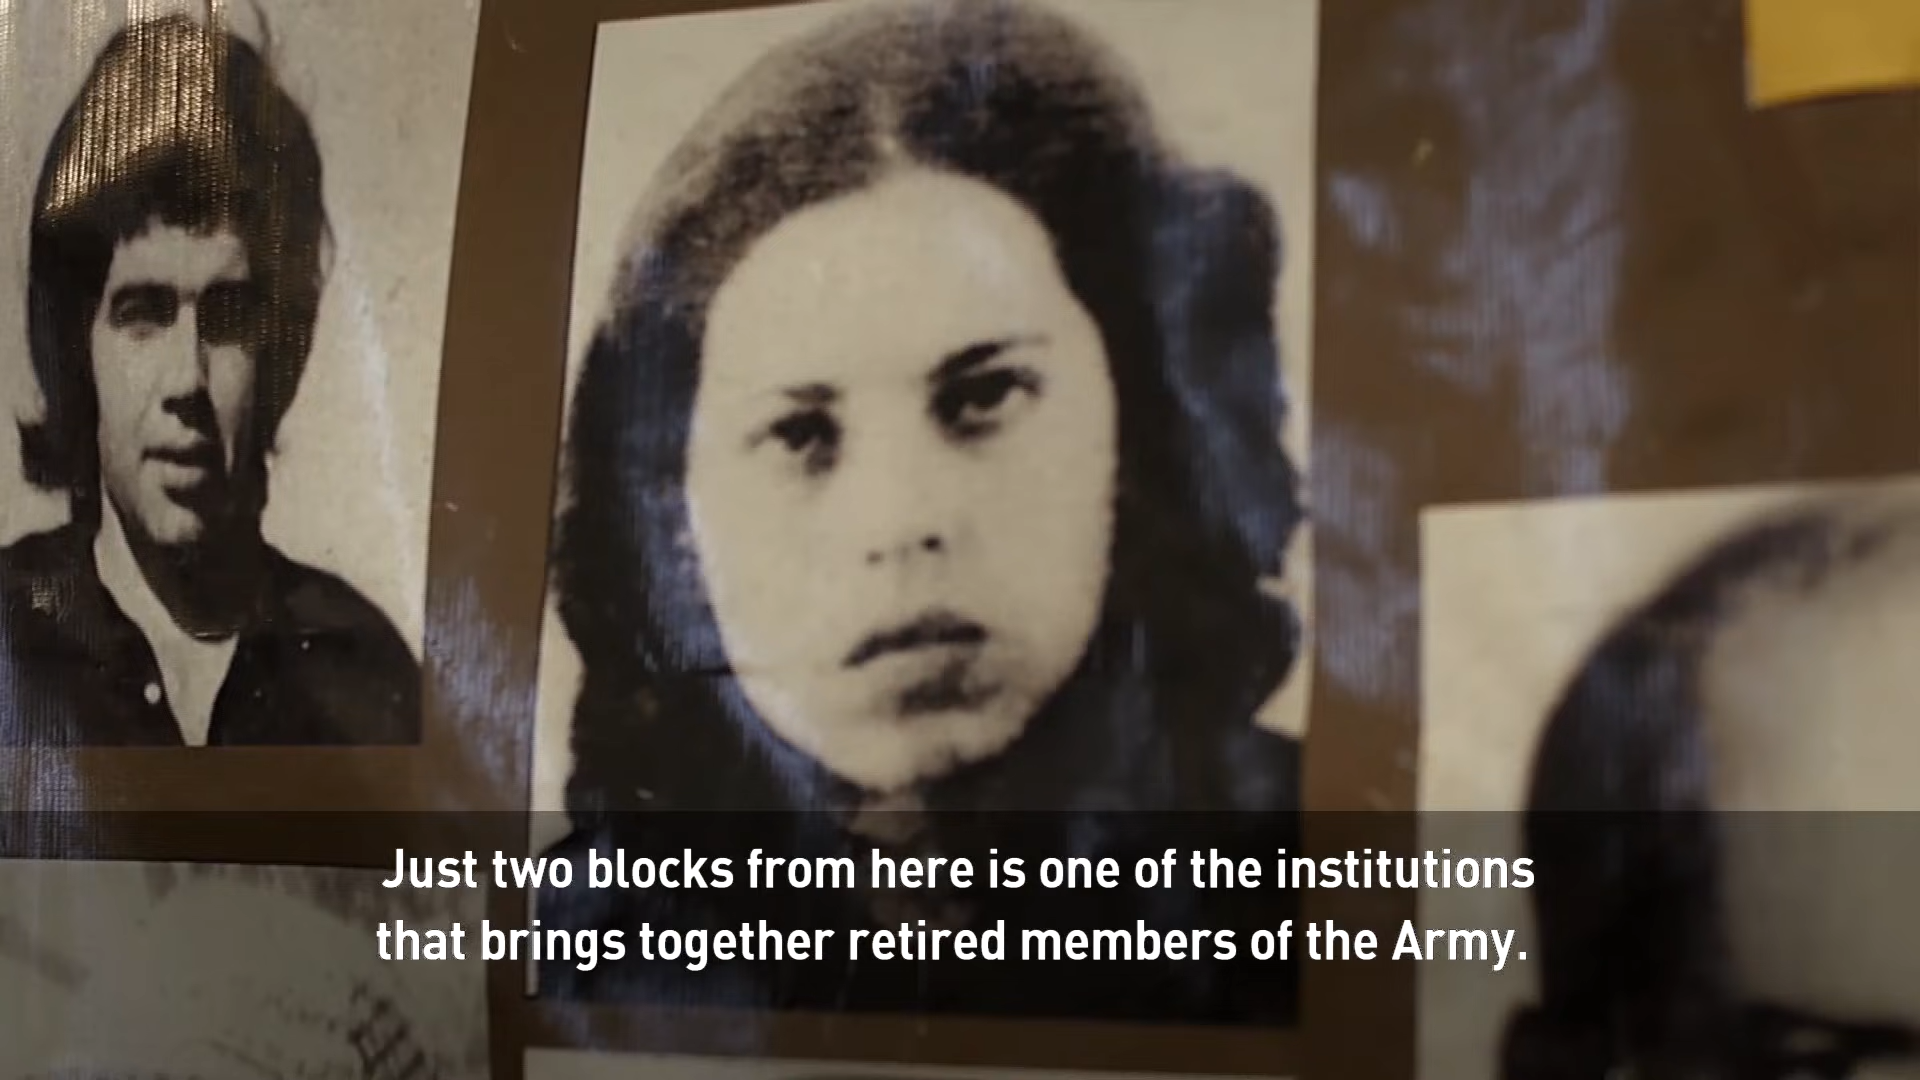 Just two blocks from here is one of the institutions
that brings together retired members of the Army.